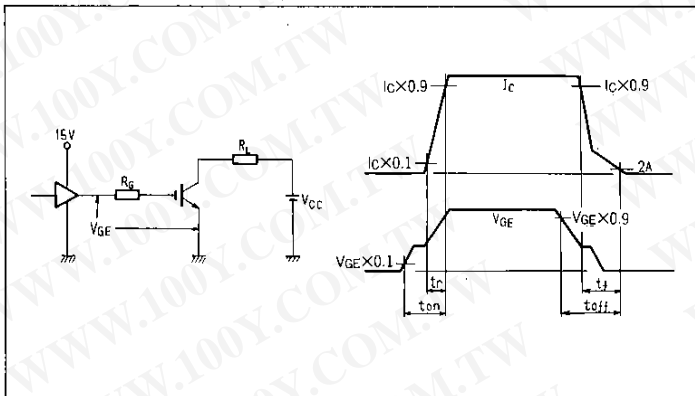 15V
R_G
V_GE
R_L
V_CC
I_C×0.9
I_C
I_C×0.9
I_C×0.1
2A
V_GE
V_GE×0.9
V_GE×0.1
tr
tf
ton
toff
WWW.100Y.COM.TW